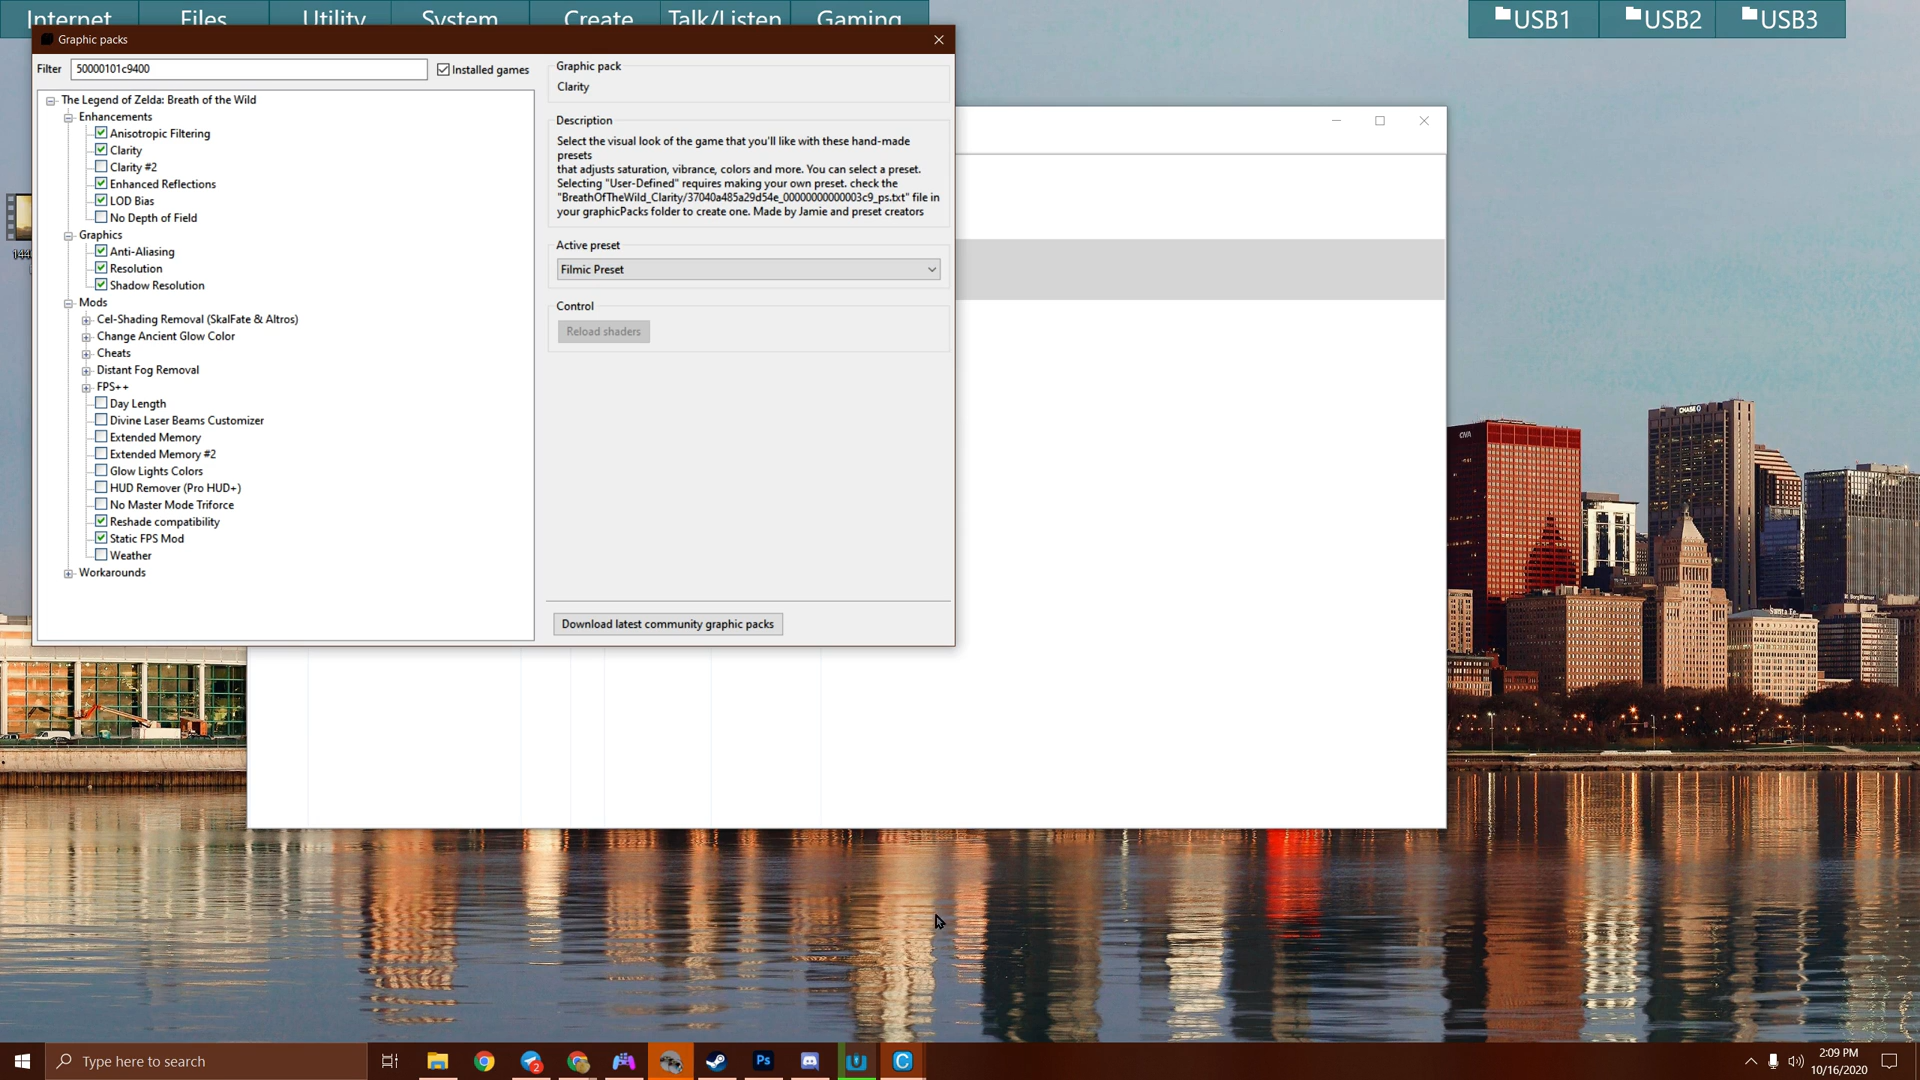 Internet Files Utility System Create Talk/Listen Gaming
USB1 USB2 USB3
Graphic packs
Filter 50000101c9400 Installed games
The Legend of Zelda: Breath of the Wild
Enhancements
Anisotropic Filtering
Clarity
Clarity #2
Enhanced Reflections
LOD Bias
No Depth of Field
Graphics
Anti-Aliasing
Resolution
Shadow Resolution
Mods
Cel-Shading Removal (SkalFate & Altros)
Change Ancient Glow Color
Cheats
Distant Fog Removal
FPS++
Day Length
Divine Laser Beams Customizer
Extended Memory
Extended Memory #2
Glow Lights Colors
HUD Remover (Pro HUD+)
No Master Mode Triforce
Reshade compatibility
Static FPS Mod
Weather
Workarounds
Graphic pack
Clarity
Description
Select the visual look of the game that you'll like with these hand-made
presets
that adjusts saturation, vibrance, colors and more. You can select a preset.
Selecting "User-Defined" requires making your own preset. check the
"BreathOfTheWild_Clarity/37040a485a29d54e_00000000000003c9_ps.txt" file in
your graphicPacks folder to create one. Made by Jamie and preset creators
Active preset
Filmic Preset
Control
Reload shaders
Download latest community graphic packs
144
CHASE
CNA
Santa Fe
Type here to search
2
Ps
C
2:09 PM
10/16/2020